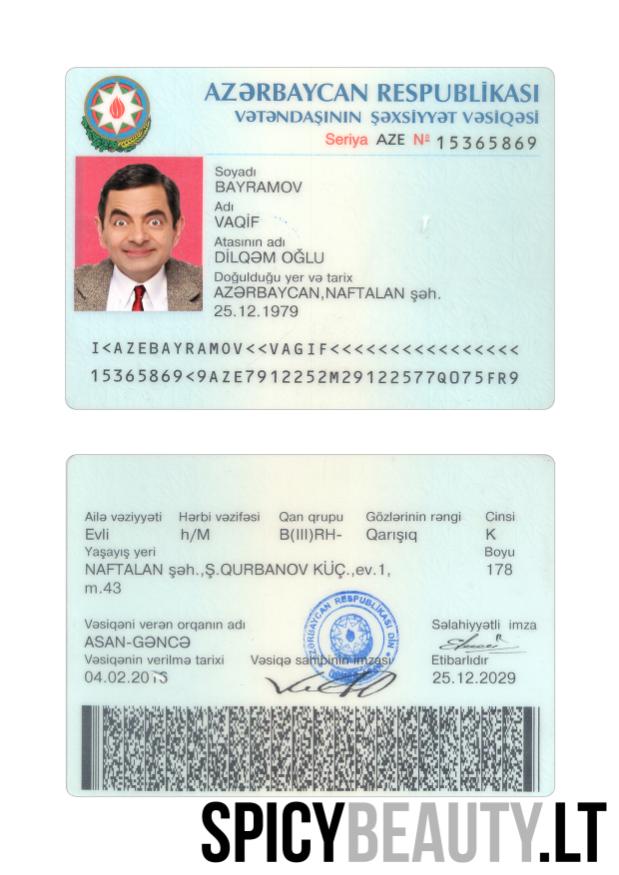 AZƏRBAYCAN RESPUBLİKASI
VƏTƏNDAŞININ ŞƏXSİYYƏT VƏSİQƏSİ
Seriya AZE № 15365869
Soyadı
BAYRAMOV
Adı
VAQİF
Atasının adı
DİLQƏM OĞLU
Doğulduğu yer və tarix
AZƏRBAYCAN,NAFTALAN şəh.
25.12.1979
I<AZEBAYRAMOV<<VAGIF<<<<<<<<<<<<<<<<<
15365869<9AZE7912252M29122577Q075FR9
Ailə vəziyyəti Hərbi vəzifəsi Qan qrupu Gözlərinin rəngi Cinsi
Evli h/M B(III)RH- Qarışıq K
Yaşayış yeri Boyu
NAFTALAN şəh.,Ş.QURBANOV KÜÇ.,ev.1, 178
m.43
AZƏRBAYCAN RESPUBLİKASI DİN
Vəsiqəni verən orqanın adı Səlahiyyətli imza
ASAN-GƏNCƏ
Vəsiqənin verilmə tarixi Vəsiqə sahibinin imzası Etibarlıdır
04.02.20 25.12.2029
SPICYBEAUTY.LT